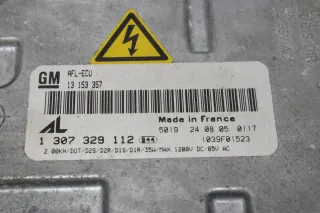 GM AFL-ECU
13 153 357
Made in France
5019 24.08.05 0117
AL 1 307 329 112
1039F01523
2.00KH/DOT-D2S/D2R/D1S/D1R/35W/MAX 1200V DC/85V AC